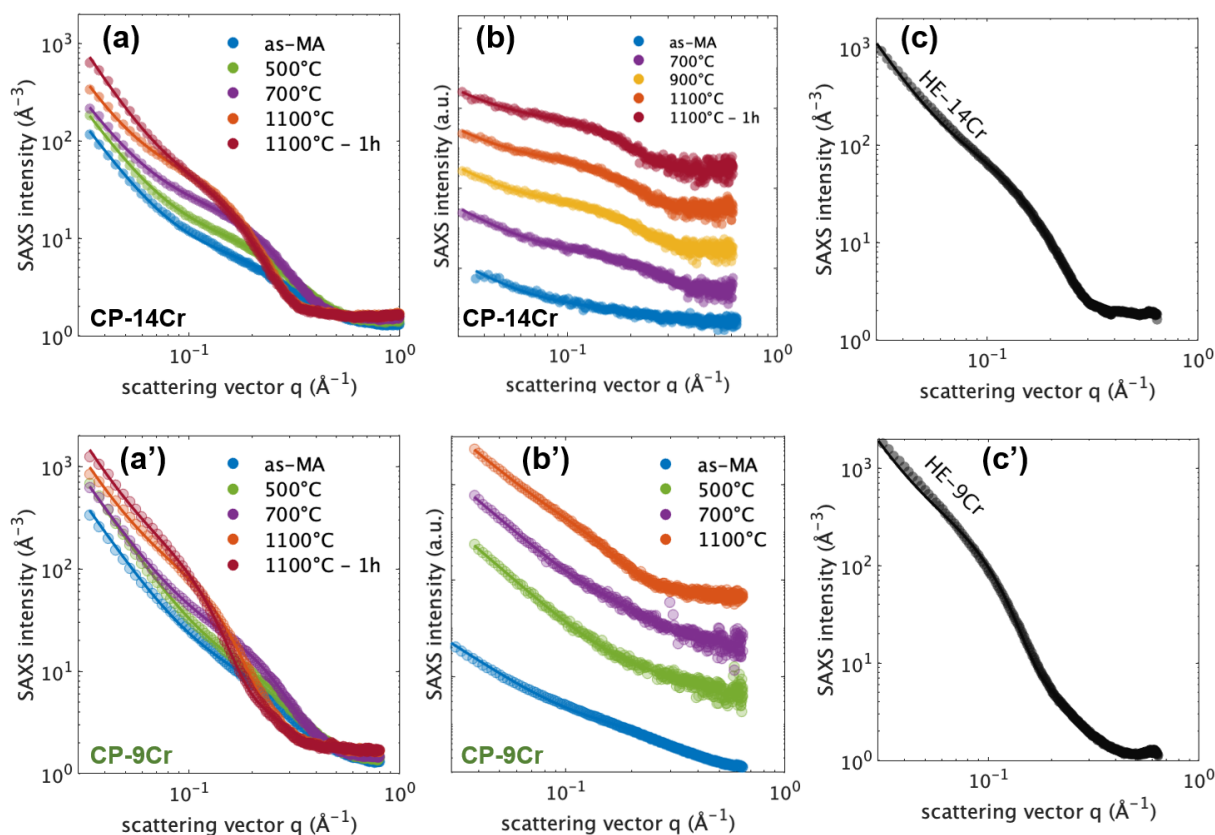 (a)
as-MA
500°C
700°C
1100°C
1100°C – 1h
CP-14Cr
10³
10²
10¹
10⁰
10⁻¹
10⁰
SAXS intensity (Å⁻³)
scattering vector q (Å⁻¹)
(b)
as-MA
700°C
900°C
1100°C
1100°C – 1h
CP-14Cr
10⁻¹
10⁰
SAXS intensity (a.u.)
scattering vector q (Å⁻¹)
(c)
HE–14Cr
10³
10²
10¹
10⁰
10⁻¹
10⁰
SAXS intensity (Å⁻³)
scattering vector q (Å⁻¹)
(a')
as-MA
500°C
700°C
1100°C
1100°C – 1h
CP-9Cr
10³
10²
10¹
10⁰
10⁻¹
10⁰
SAXS intensity (Å⁻³)
scattering vector q (Å⁻¹)
(b')
as-MA
500°C
700°C
1100°C
CP-9Cr
10⁻¹
10⁰
SAXS intensity (a.u.)
scattering vector q (Å⁻¹)
(c')
HE–9Cr
10³
10²
10¹
10⁰
10⁻¹
10⁰
SAXS intensity (Å⁻³)
scattering vector q (Å⁻¹)